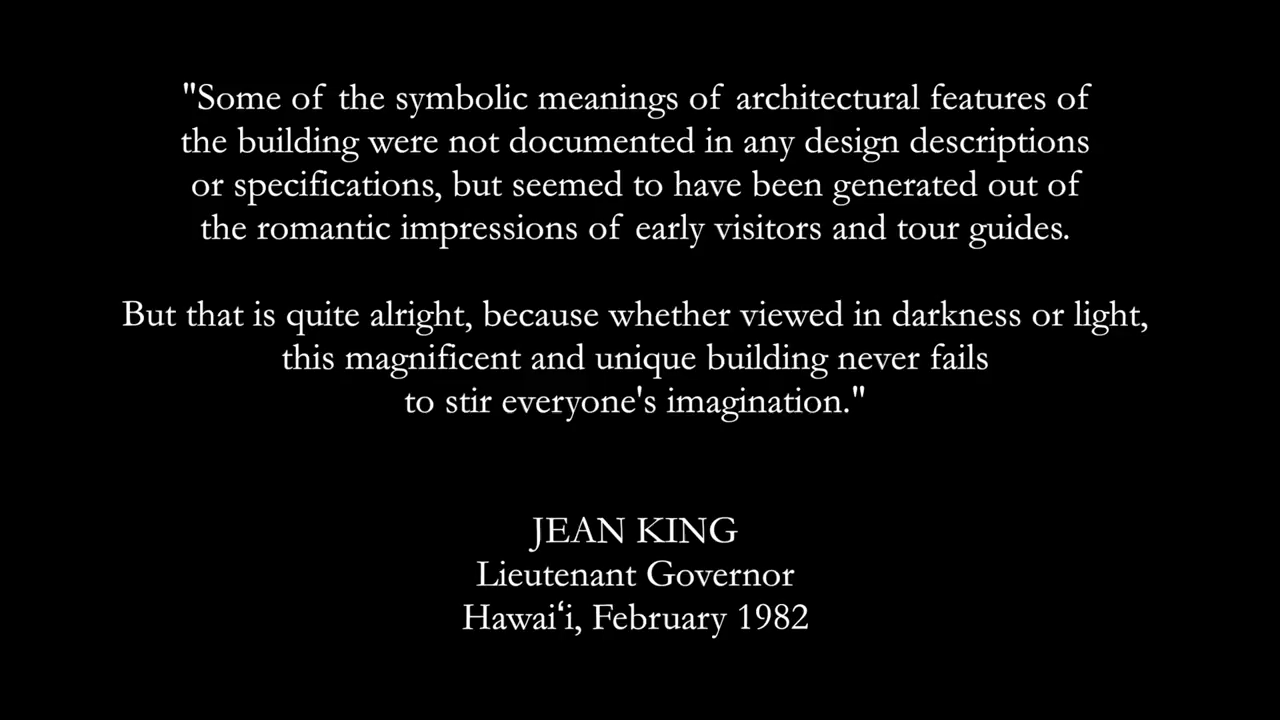 "Some of the symbolic meanings of architectural features of
the building were not documented in any design descriptions
or specifications, but seemed to have been generated out of
the romantic impressions of early visitors and tour guides.
But that is quite alright, because whether viewed in darkness or light,
this magnificent and unique building never fails
to stir everyone's imagination."
JEAN KING
Lieutenant Governor
Hawaiʻi, February 1982